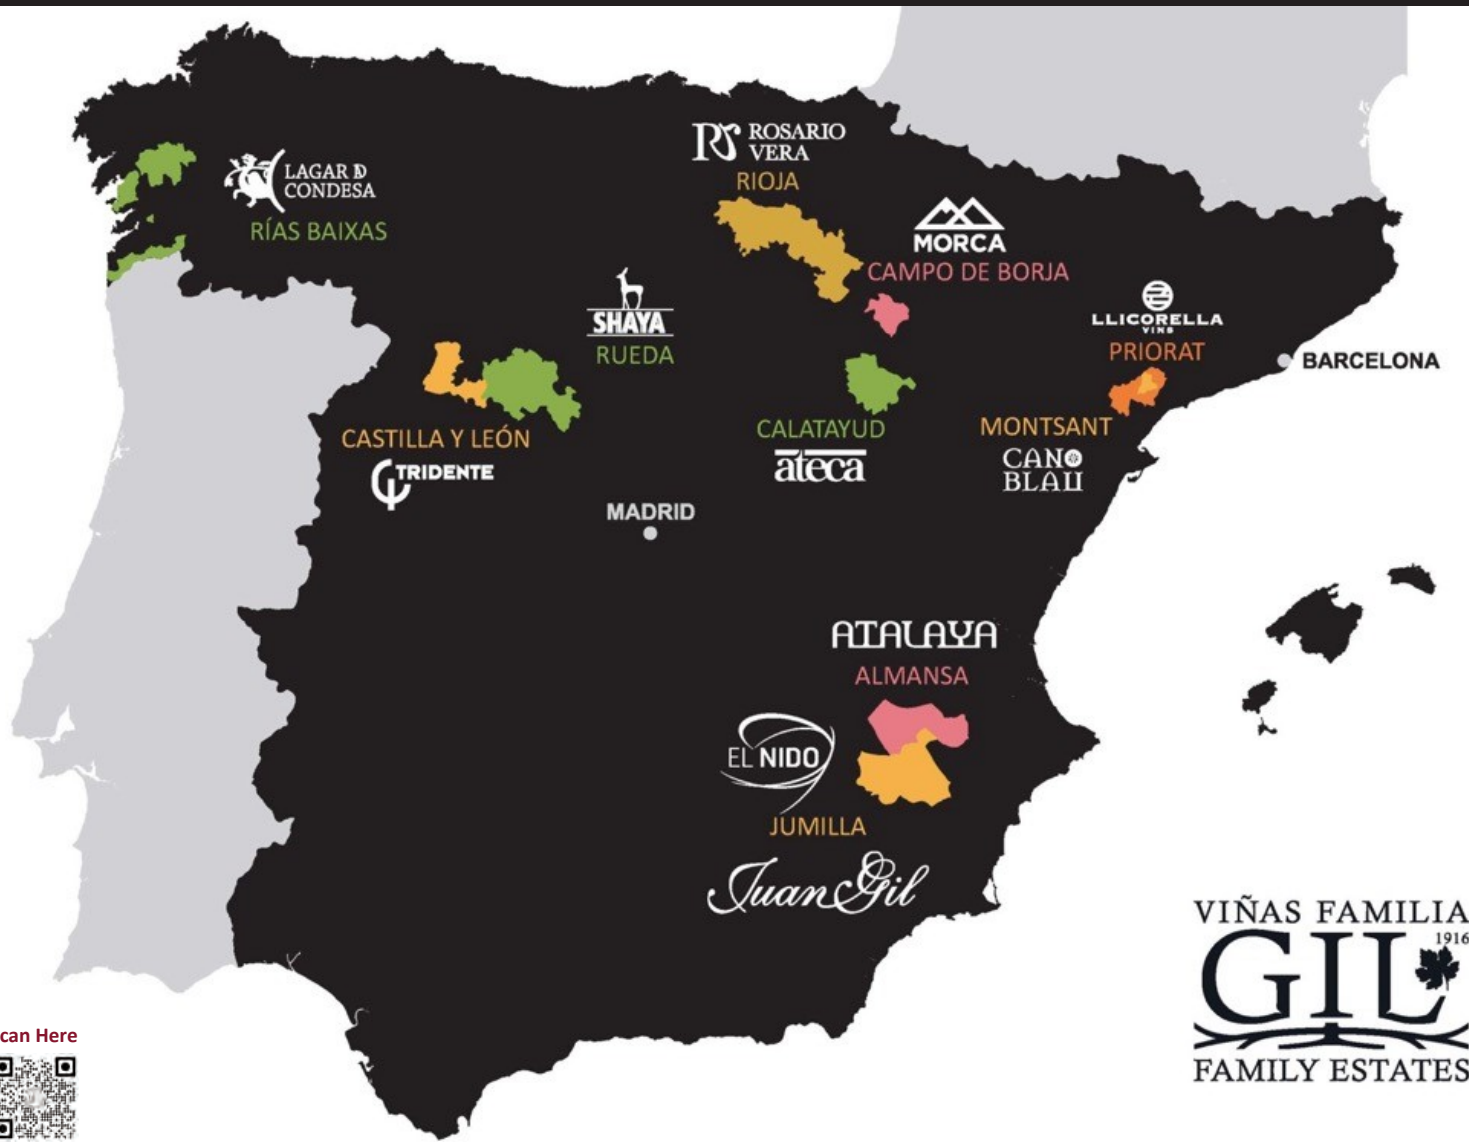 ROSARIO
VERA
RIOJA
LAGAR D
CONDESA
RÍAS BAIXAS
MORCA
CAMPO DE BORJA
SHAYA
RUEDA
LLICORELLA
VINS
PRIORAT
BARCELONA
CASTILLA Y LEÓN
TRIDENTE
CALATAYUD
ateca
MONTSANT
CAN
BLAU
MADRID
ATALAYA
ALMANSA
EL NIDO
JUMILLA
Juan Gil
VIÑAS FAMILIA
GIL
1916
FAMILY ESTATES
can Here